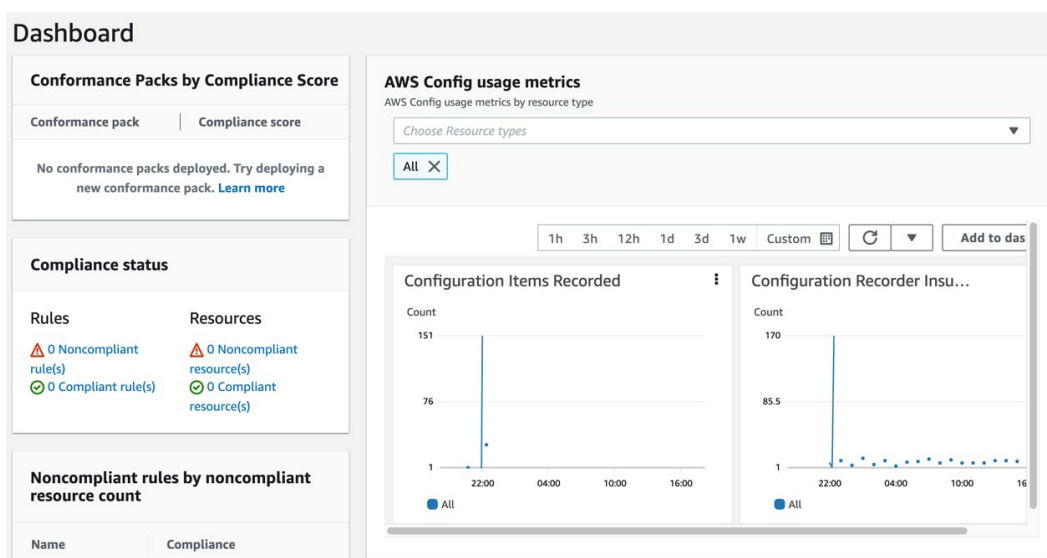 Dashboard
Conformance Packs by Compliance Score
Conformance pack
Compliance score
No conformance packs deployed. Try deploying a
new conformance pack. Learn more
Compliance status
Rules
0 Noncompliant
rule(s)
0 Compliant rule(s)
Resources
0 Noncompliant
resource(s)
0 Compliant
resource(s)
Noncompliant rules by noncompliant
resource count
Name
Compliance
AWS Config usage metrics
AWS Config usage metrics by resource type
Choose Resource types
All
1h 3h 12h 1d 3d 1w Custom
Add to das
Configuration Items Recorded
Count
151
76
1
22:00 04:00 10:00 16:00
All
Configuration Recorder Insu...
Count
170
85.5
1
22:00 04:00 10:00 16
All